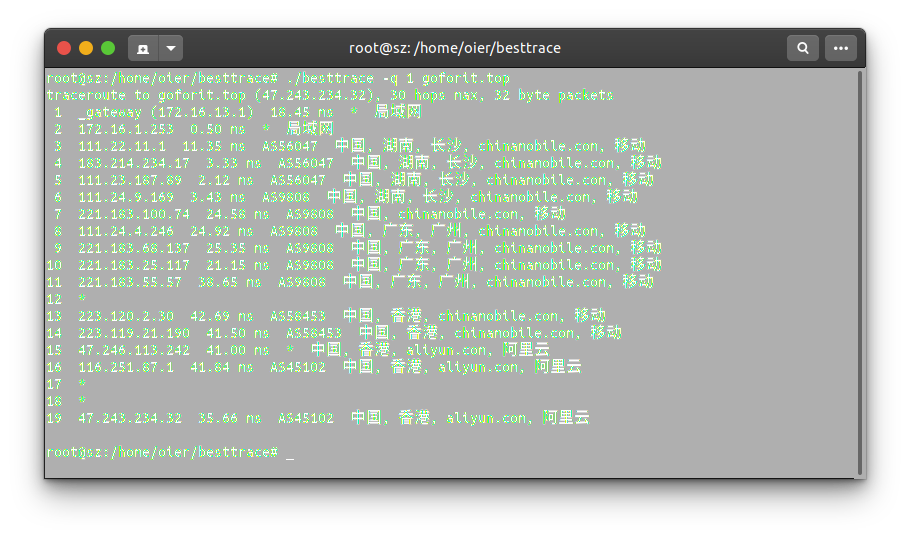 root@sz: /home/oier/besttrace
root@sz:/home/oier/besttrace# ./besttrace -q 1 goforit.top
traceroute to goforit.top (47.243.234.32), 30 hops max, 32 byte packets
1 _gateway (172.16.13.1) 18.45 ms * 局域网
2 172.16.1.253 0.50 ms * 局域网
3 111.22.11.1 11.35 ms AS56047 中国, 湖南, 长沙, chinamobile.com, 移动
4 183.214.234.17 3.33 ms AS56047 中国, 湖南, 长沙, chinamobile.com, 移动
5 111.23.187.89 2.12 ms AS56047 中国, 湖南, 长沙, chinamobile.com, 移动
6 111.24.9.169 3.43 ms AS9808 中国, 湖南, 长沙, chinamobile.com, 移动
7 221.183.100.74 24.58 ms AS9808 中国, chinamobile.com, 移动
8 111.24.4.246 24.92 ms AS9808 中国, 广东, 广州, chinamobile.com, 移动
9 221.183.68.137 25.35 ms AS9808 中国, 广东, 广州, chinamobile.com, 移动
10 221.183.25.117 21.15 ms AS9808 中国, 广东, 广州, chinamobile.com, 移动
11 221.183.55.57 38.65 ms AS9808 中国, 广东, 广州, chinamobile.com, 移动
12 *
13 223.120.2.30 42.69 ms AS58453 中国, 香港, chinamobile.com, 移动
14 223.119.21.190 41.50 ms AS58453 中国, 香港, chinamobile.com, 移动
15 47.246.113.242 41.00 ms * 中国, 香港, aliyun.com, 阿里云
16 116.251.87.1 41.84 ms AS45102 中国, 香港, aliyun.com, 阿里云
17 *
18 *
19 47.243.234.32 35.66 ms AS45102 中国, 香港, aliyun.com, 阿里云
root@sz:/home/oier/besttrace# _